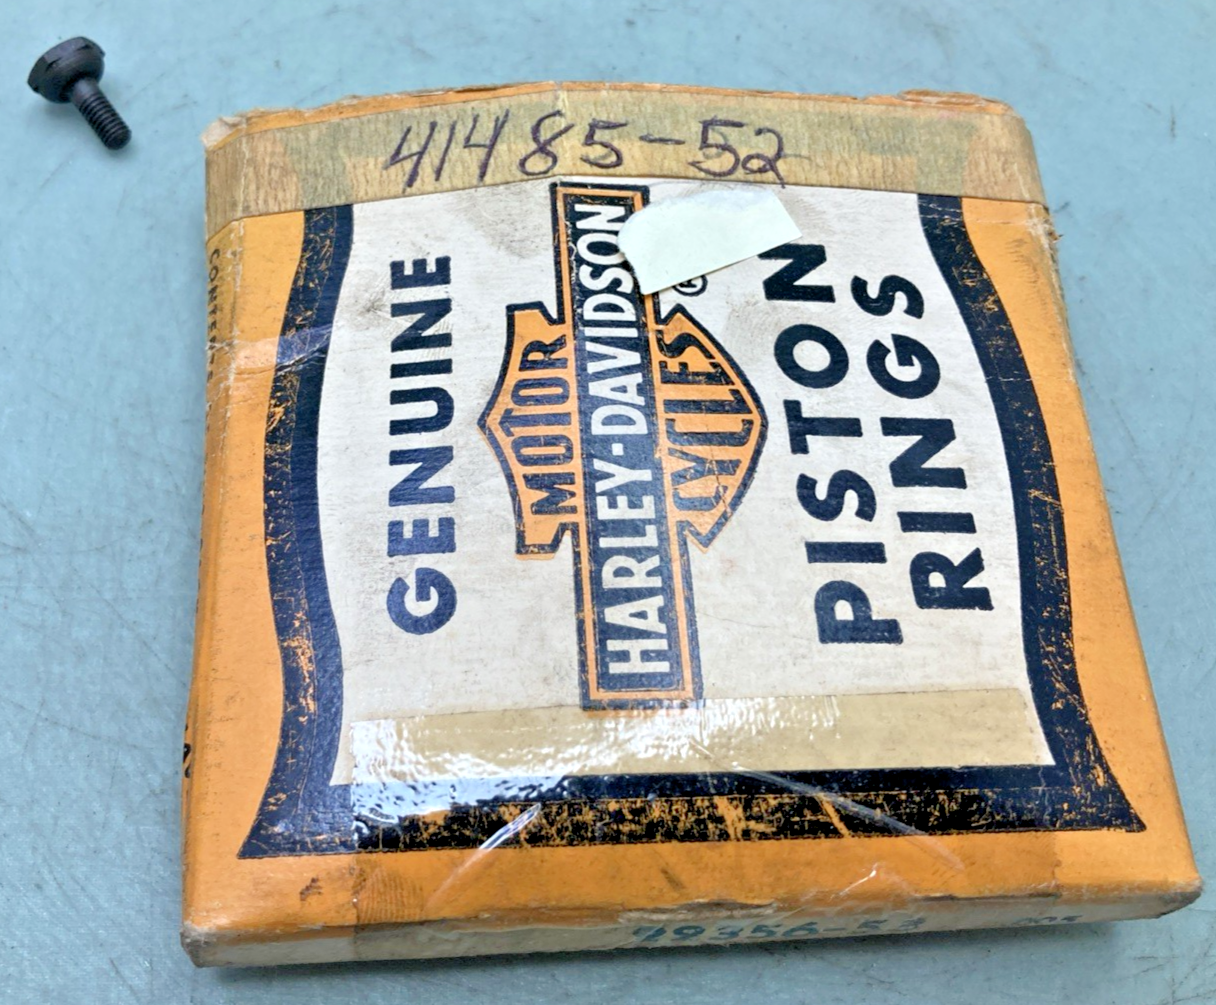 41485-52
GENUINE
MOTOR
HARLEY-DAVIDSON
CYCLES
PISTON
RINGS